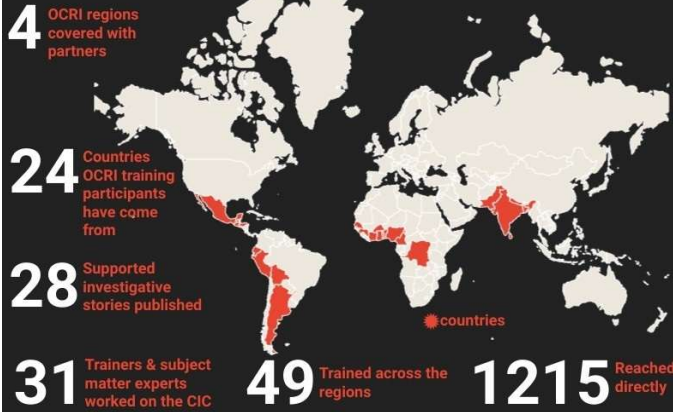 4
OCRI regions
covered with
partners
24
Countries
OCRI training
participants
have come
from
28
Supported
investigative
stories published
countries
31
Trainers & subject
matter experts
worked on the CIC
49
Trained across the
regions
1215
Reached
directly